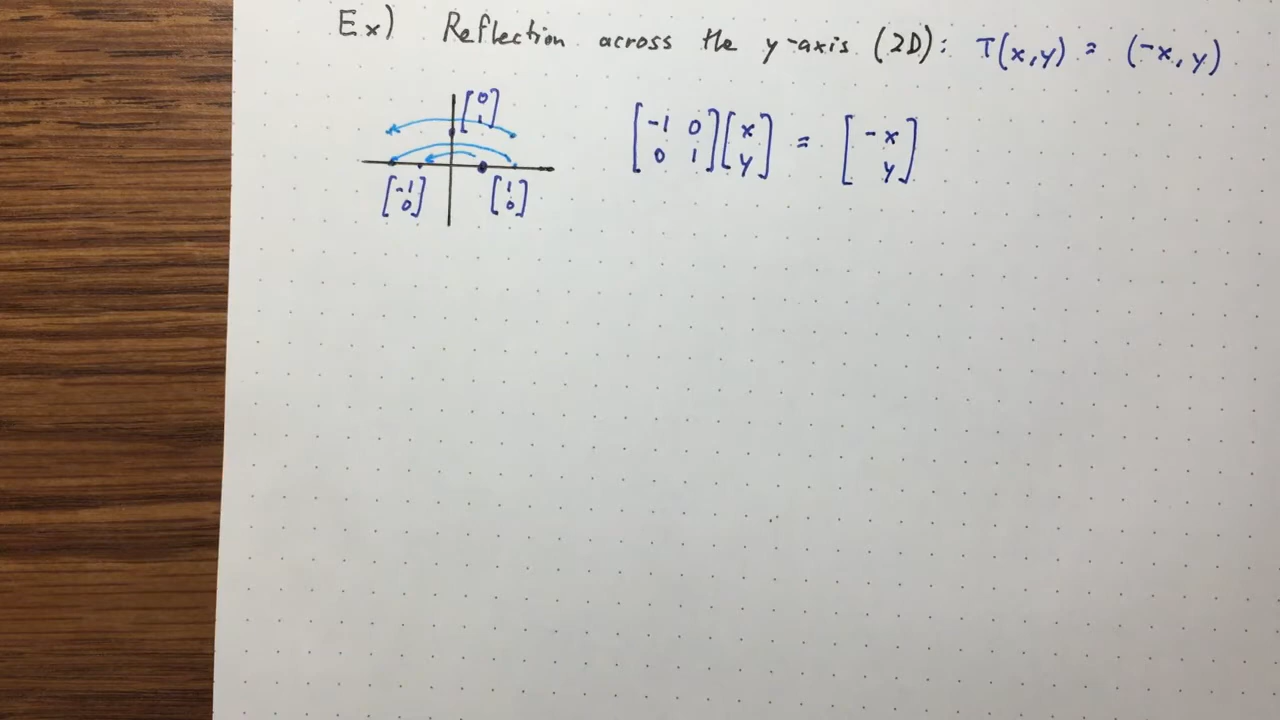 Ex) Reflection across the y-axis (2D): T(x,y) = (-x,y)
[0 1]
[-1 0; 0 1][x y] = [-x y]
[-1 0] [1 0]